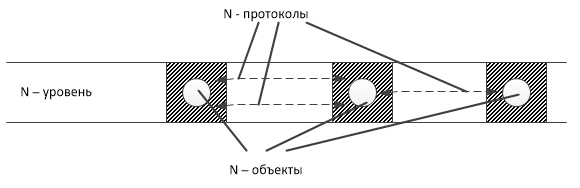 N - протоколы
N – уровень
N – объекты